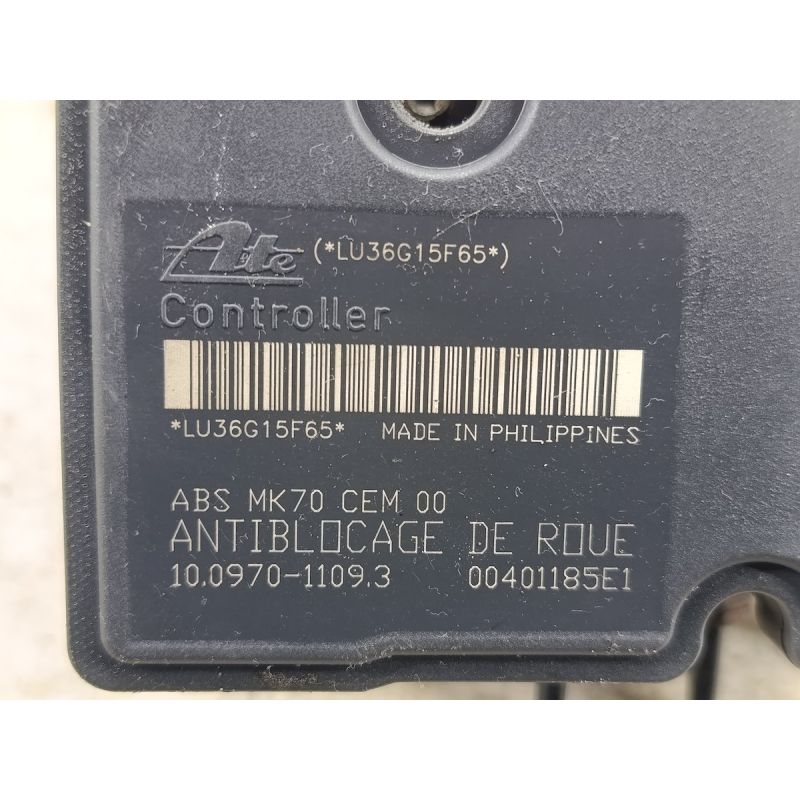 Ate (*LU36G15F65*)
Controller
*LU36G15F65* MADE IN PHILIPPINES
ABS MK70 CEM 00
ANTIBLOCAGE DE ROUE
10.0970-1109.3 00401185E1